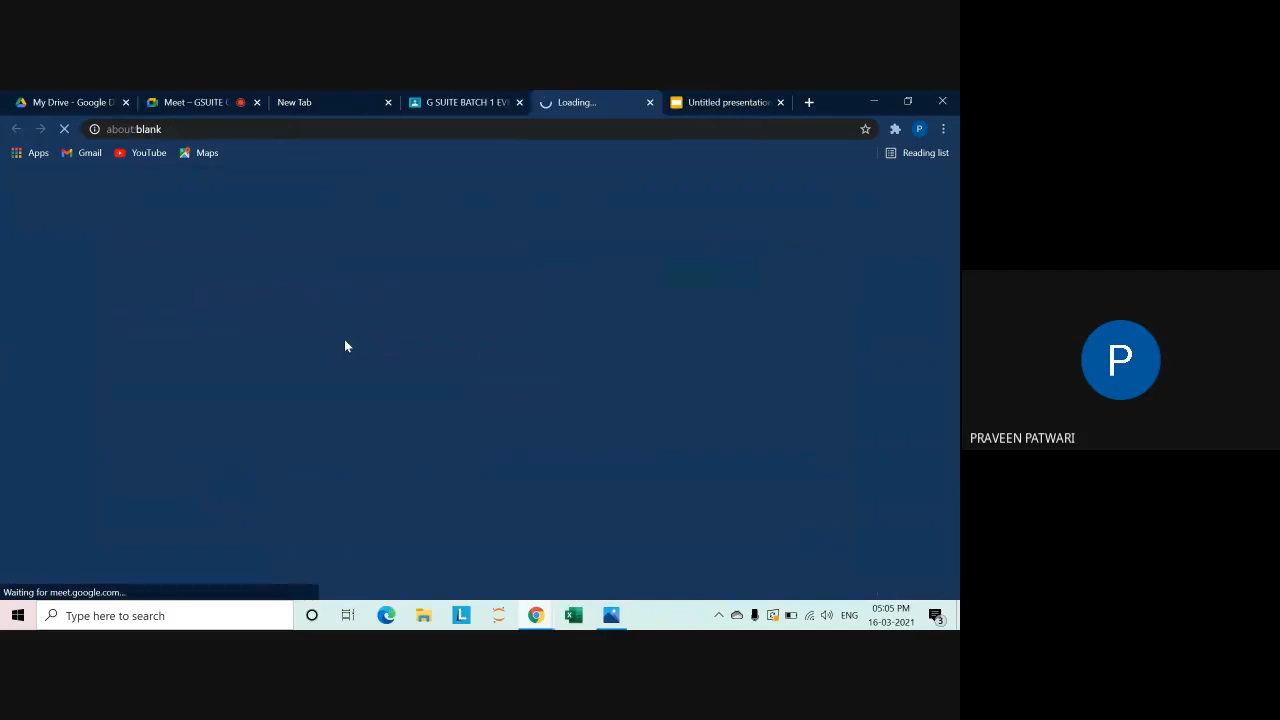 My Drive - Google D
Meet – GSUITE
New Tab
G SUITE BATCH 1 EV
Loading...
Untitled presentation
about:blank
P
Apps
Gmail
YouTube
Maps
Reading list
P
PRAVEEN PATWARI
Waiting for meet.google.com...
Type here to search
L
ENG
05:05 PM
16-03-2021
3